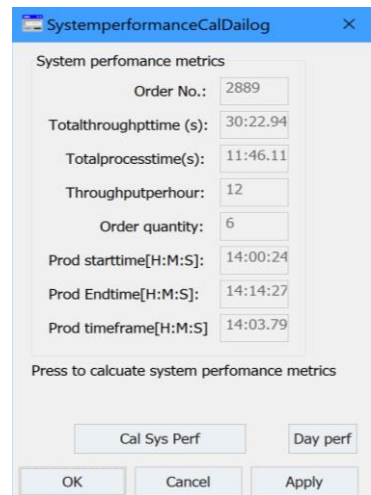 SystemperformanceCalDailog
System perfomance metrics
Order No.: 2889
Totalthroughpttime (s): 30:22.94
Totalprocesstime(s): 11:46.11
Throughputperhour: 12
Order quantity: 6
Prod starttime[H:M:S]: 14:00:24
Prod Endtime[H:M:S]: 14:14:27
Prod timeframe[H:M:S] 14:03.79
Press to calcuate system perfomance metrics
Cal Sys Perf Day perf
OK Cancel Apply